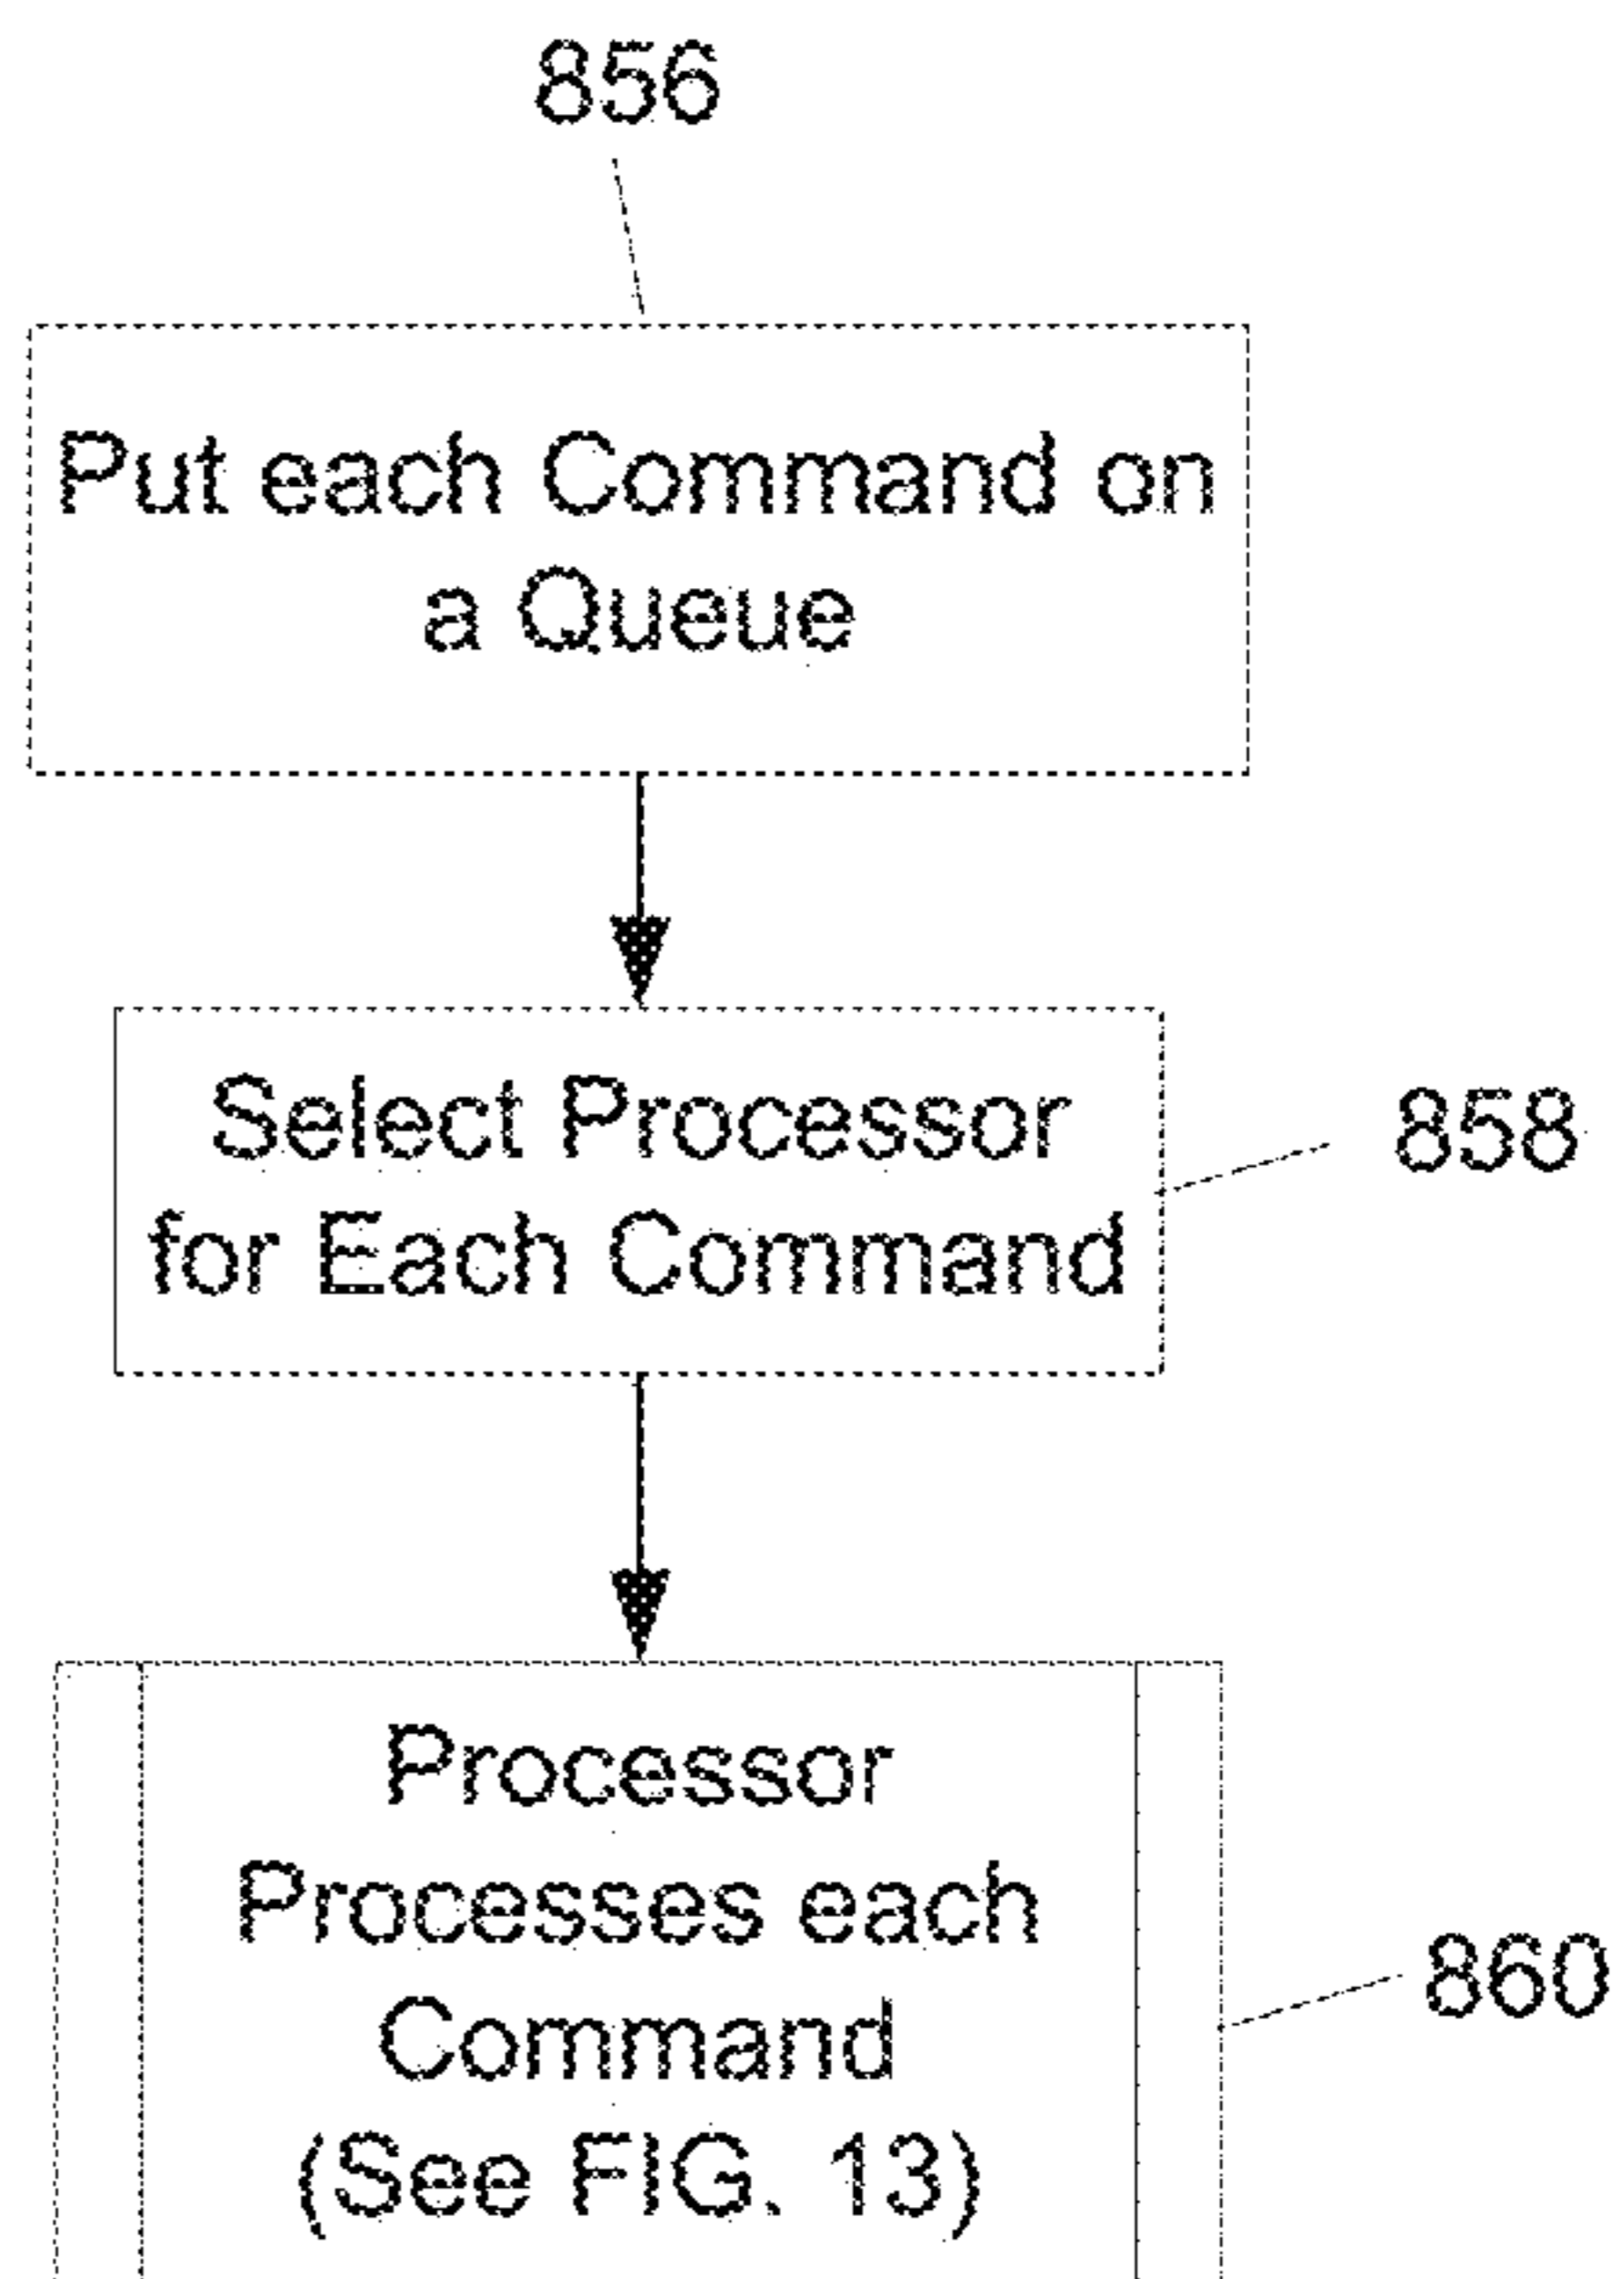 856
Put each Command on
a Queue
Select Processor
for Each Command
858
Processor
Processes each
Command
(See FIG. 13)
860